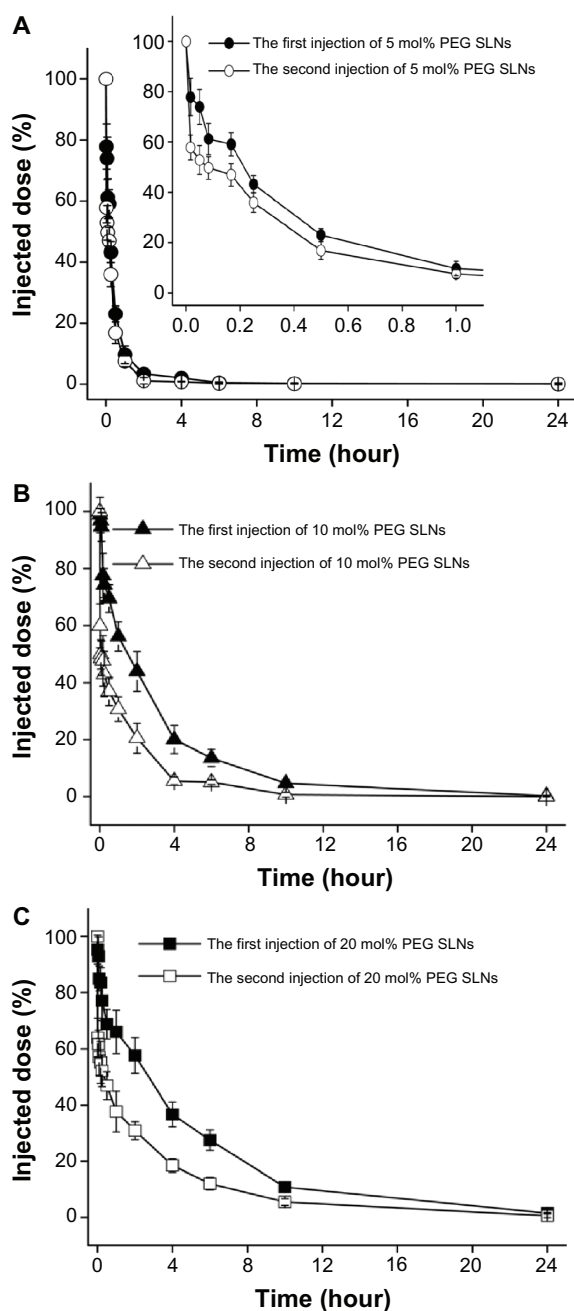 A
The first injection of 5 mol% PEG SLNs
The second injection of 5 mol% PEG SLNs
100
80
60
40
20
0
0.0 0.2 0.4 0.6 0.8 1.0
Injected dose (%)
100
80
60
40
20
0
0 4 8 12 16 20 24
Time (hour)
B
The first injection of 10 mol% PEG SLNs
The second injection of 10 mol% PEG SLNs
Injected dose (%)
100
80
60
40
20
0
0 4 8 12 16 20 24
Time (hour)
C
The first injection of 20 mol% PEG SLNs
The second injection of 20 mol% PEG SLNs
Injected dose (%)
100
80
60
40
20
0
0 4 8 12 16 20 24
Time (hour)